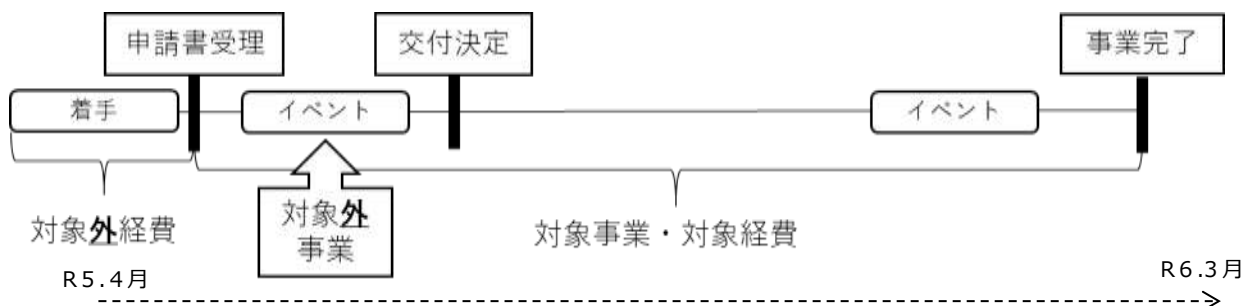 申請書受理
交付決定
事業完了
着手
イベント
イベント
対象外経費
対象外
事業
対象事業・対象経費
R5.4月
R6.3月